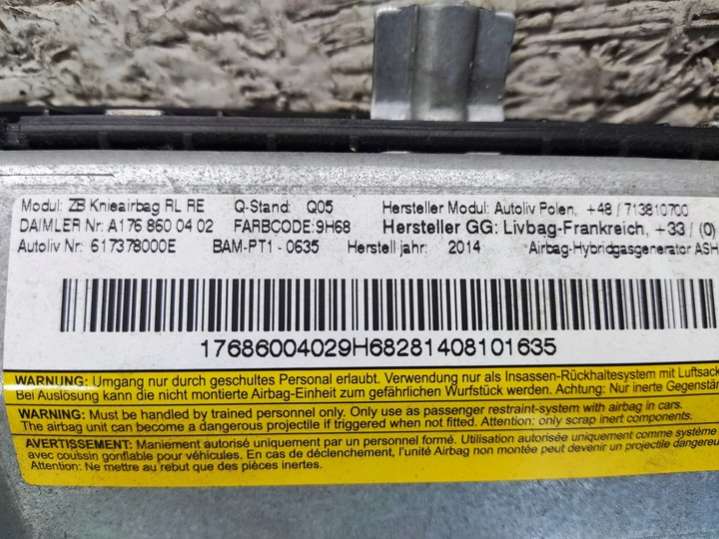 Modul: ZB Knieairbag RL RE Q-Stand: Q05 Hersteller Modul: Autoliv Polen, +48/713810700
DAIMLER Nr: A176 860 04 02 FARBCODE:9H68 Hersteller GG: Livbag-Frankreich, +33/(0)
Autoliv Nr: 617378000E BAM-PT1-0635 Herstelljahr: 2014 Airbag-Hybridgasgenerator ASH
17686004029H68281408101635
WARNUNG: Umgang nur durch geschultes Personal erlaubt. Verwendung nur als Insassen-Rückhaltesystem mit Luftsack
Bei Auslösung kann die nicht montierte Airbag-Einheit zum gefährlichen Wurfstück werden. Achtung: Nur inerte Gegenstän
WARNING: Must be handled by trained personnel only. Only use as passenger restraint-system with airbag in cars.
The airbag unit can become a dangerous projectile if triggered when not fitted. Attention: only scrap inert components.
AVERTISSEMENT: Maniement autorisé uniquement par un personnel formé. Utilisation autorisée uniquement comme système
avec coussin gonflable pour véhicules. En cas de déclenchement, l'unité Airbag non montée peut devenir un projectile dangereu
Attention: Ne mettre au rebut que des pièces inertes.